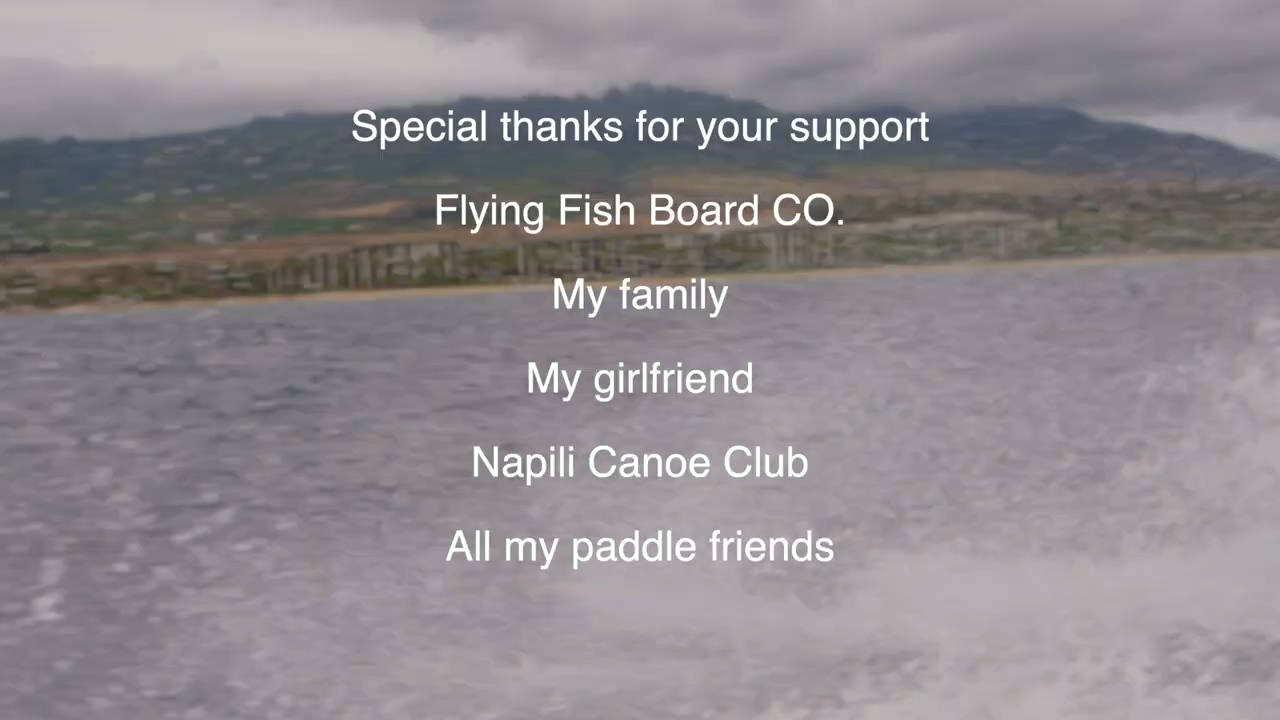 Special thanks for your support
Flying Fish Board CO.
My family
My girlfriend
Napili Canoe Club
All my paddle friends